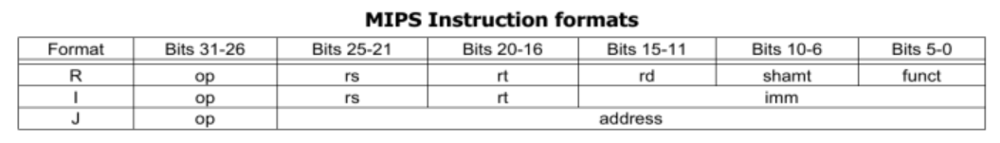 MIPS Instruction formats
Format Bits 31-26 Bits 25-21 Bits 20-16 Bits 15-11 Bits 10-6 Bits 5-0
R op rs rt rd shamt funct
I op rs rt imm
J op address